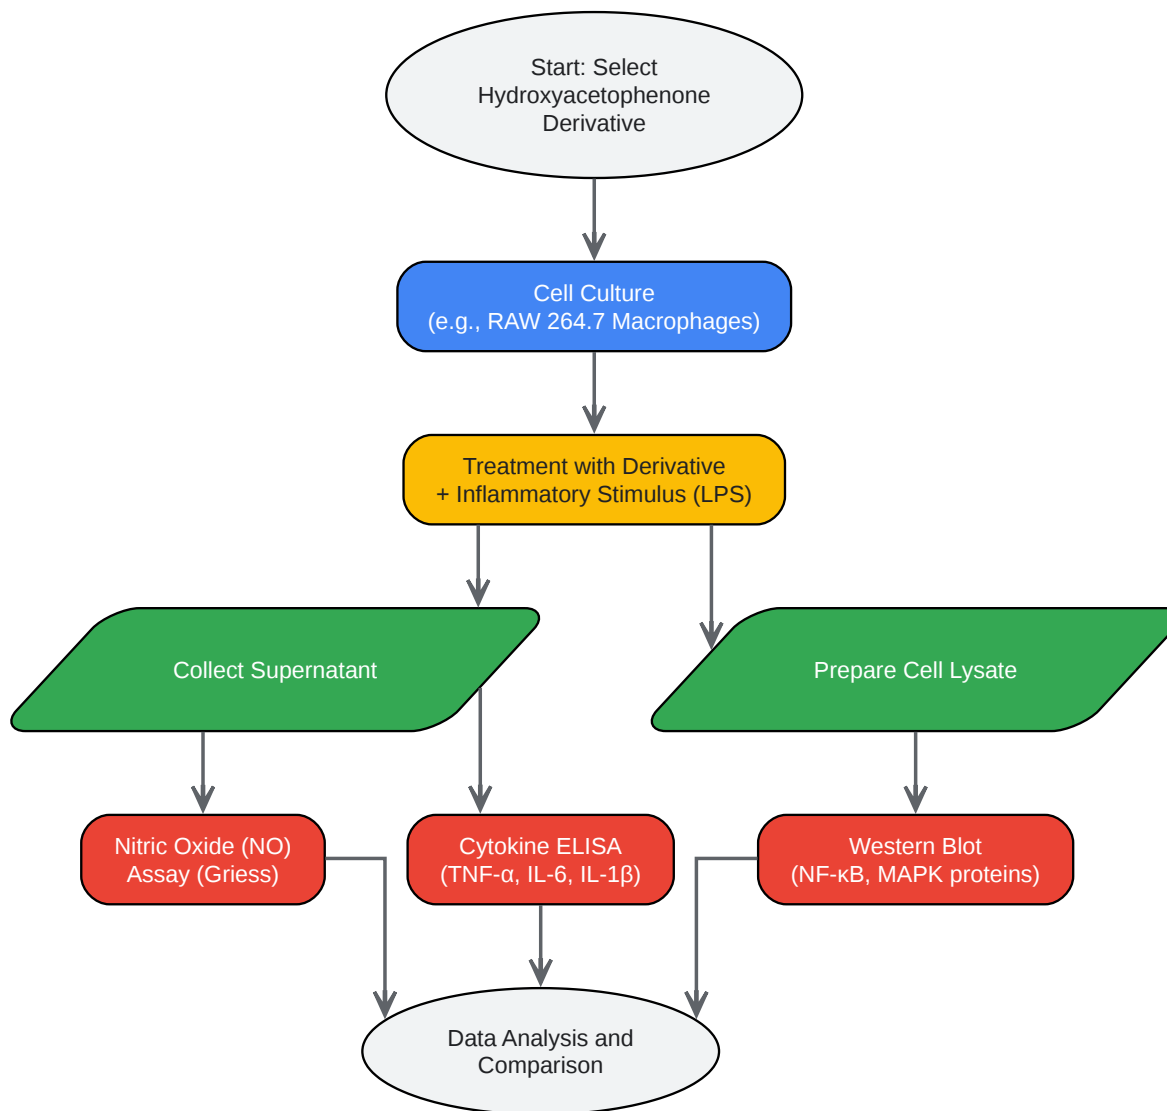 Start: Select
Hydroxyacetophenone
Derivative
Cell Culture
(e.g., RAW 264.7 Macrophages)
Treatment with Derivative
+ Inflammatory Stimulus (LPS)
Collect Supernatant
Prepare Cell Lysate
Nitric Oxide (NO)
Assay (Griess)
Cytokine ELISA
(TNF-α, IL-6, IL-1β)
Western Blot
(NF-κB, MAPK proteins)
Data Analysis and
Comparison